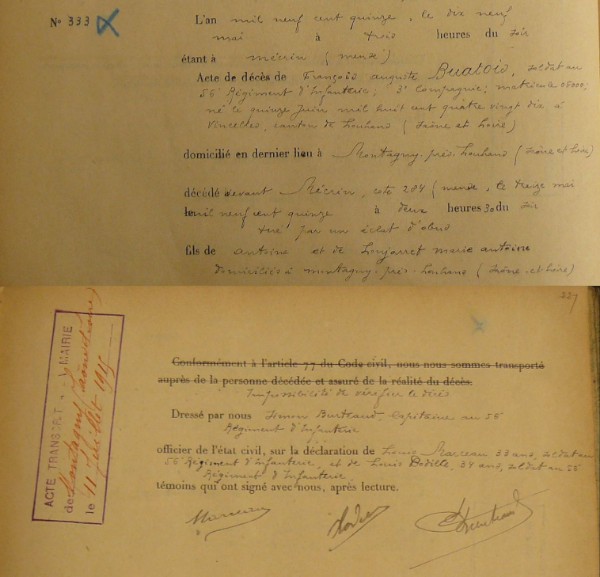 N° 333
L'an mil neuf cent quinze, le dix neuf
mai à trois heures du soir
étant à Mécrin (Meuse)
Acte de décès de François Auguste Buatois, soldat au
56e Régiment d'Infanterie, 3e Compagnie; matricule
né le quinze Juin mil huit cent quatre vingt dix à
Vincelles, canton de Louhans (Saône et Loire)
domicilié en dernier lieu à Montagny-près-Louhans (Saône et Loire)
décédé devant Mécrin, cote 294 (Meuse, le treize mai
mil neuf cent quinze à deux heures 30 du soir
tué par un éclat d'obus
fils de Antoine et de Marie Antoine
domiciliés à Montagny-près-Louhans (Saône-et-Loire)
227
Conformément à l'article 77 du Code civil, nous nous sommes transporté
auprès de la personne décédée et assuré de la réalité du décès.
Impossibilité de vérifier le décès
Dressé par nous Simon Burteaud Capitaine au 56
Régiment d'Infanterie
officier de l'état civil, sur la déclaration de Louis Marceau 33 ans, soldat au
56e Régiment d'Infanterie, et de Louis 34 ans, soldat au 56
Régiment d'Infanterie
témoins qui ont signé avec nous, après lecture.
Marceau
ACTE TRANSCRIT à la MAIRIE
de Montagny
le 11 Juillet 1915